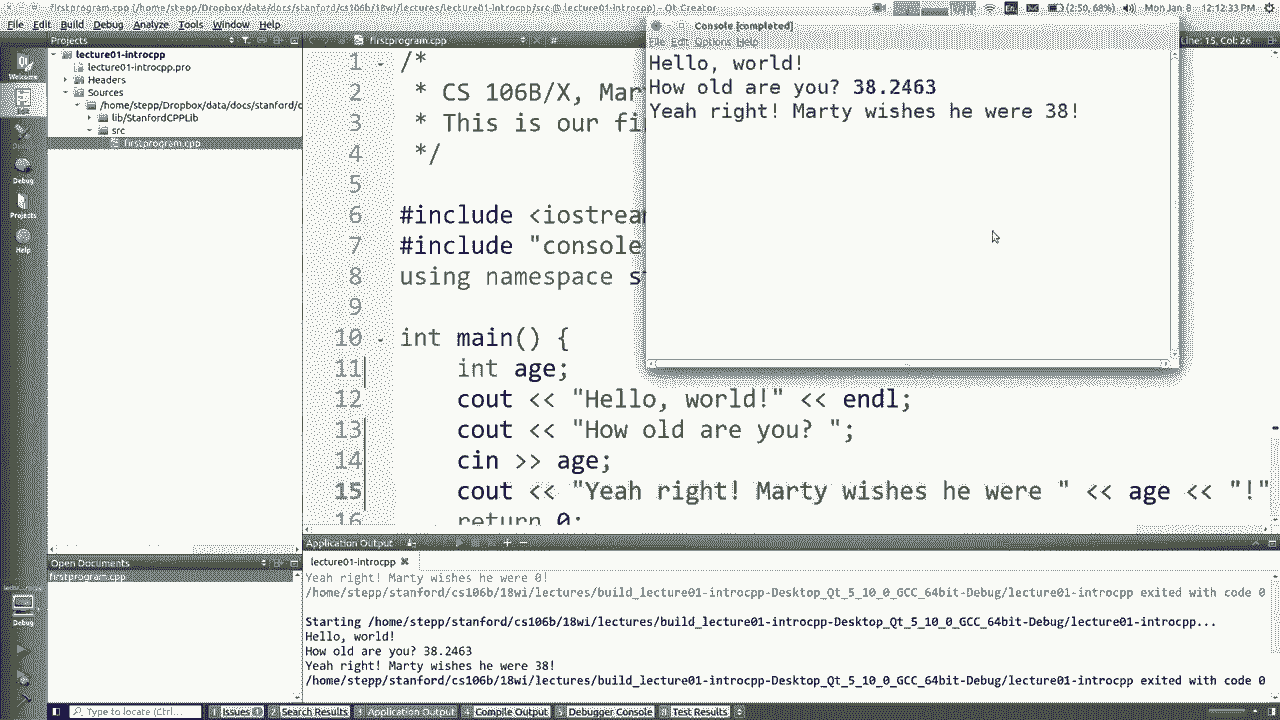 firstprogram.cpp [/home/stepp/Dropbox/data/docs/stanford/cs106b/18wi/lectures/lecture01-introcpp/src @ lecture01-introcpp] - Qt Creator
(2:50, 68%) Mon Jan 8 12:12:33 PM
File Edit Build Debug Analyze Tools Window Help
Projects
firstprogram.cpp
#
Line: 15, Col: 26
Welcome
Debug
Projects
Help
Debug
lecture01-introcpp
lecture01-introcpp.pro
Headers
Sources
/home/stepp/Dropbox/data/docs/stanford/c
lib/StanfordCPPLib
src
firstprogram.cpp
Open Documents
firstprogram.cpp
1 /*
2 * CS 106B/X, Mar
3 * This is our fi
4 */
5
6 #include <iostrea
7 #include "console
8 using namespace s
9
10 int main() {
11 int age;
12 cout << "Hello, world!" << endl;
13 cout << "How old are you? ";
14 cin >> age;
15 cout << "Yeah right! Marty wishes he were " << age << "!"
16 return 0;
Console [completed]
File Edit Options Help
Hello, world!
How old are you? 38.2463
Yeah right! Marty wishes he were 38!
Application Output
lecture01-introcpp
Yeah right! Marty wishes he were 0!
/home/stepp/stanford/cs106b/18wi/lectures/build_lecture01-introcpp-Desktop_Qt_5_10_0_GCC_64bit-Debug/lecture01-introcpp exited with code 0
Starting /home/stepp/stanford/cs106b/18wi/lectures/build_lecture01-introcpp-Desktop_Qt_5_10_0_GCC_64bit-Debug/lecture01-introcpp...
Hello, world!
How old are you? 38.2463
Yeah right! Marty wishes he were 38!
/home/stepp/stanford/cs106b/18wi/lectures/build_lecture01-introcpp-Desktop_Qt_5_10_0_GCC_64bit-Debug/lecture01-introcpp exited with code 0
Type to locate (Ctrl... 1 Issues 1 2 Search Results 3 Application Output 4 Compile Output 5 Debugger Console 8 Test Results